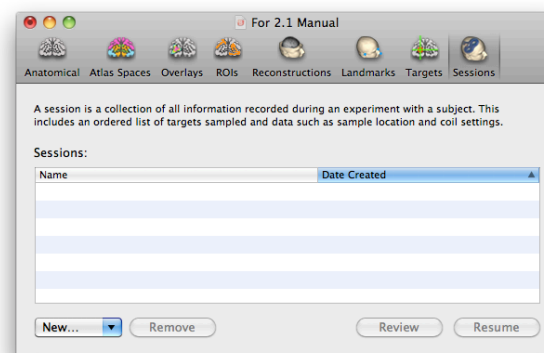 For 2.1 Manual
Anatomical Atlas Spaces Overlays ROIs Reconstructions Landmarks Targets Sessions
A session is a collection of all information recorded during an experiment with a subject. This
includes an ordered list of targets sampled and data such as sample location and coil settings.
Sessions:
Name Date Created
New... Remove Review Resume